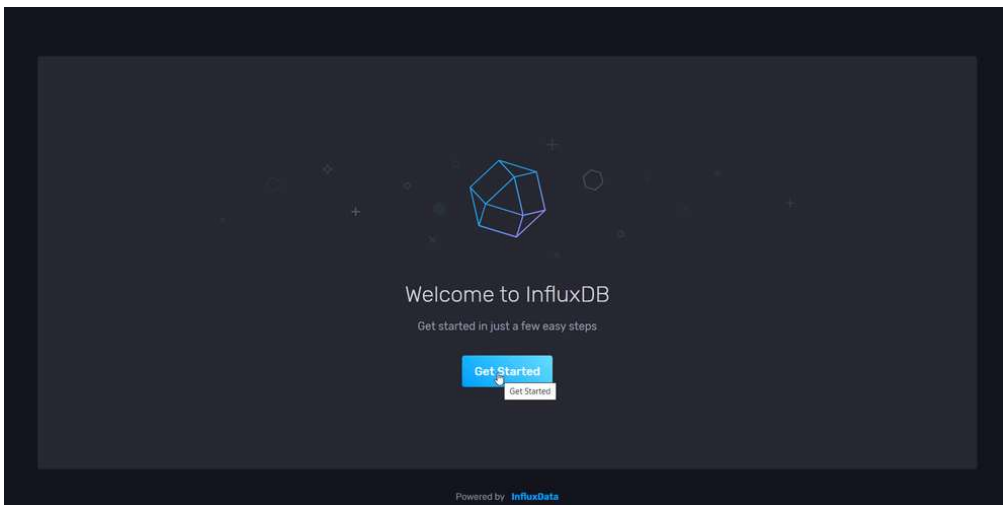 Welcome to InfluxDB
Get started in just a few easy steps
Get Started
Get Started
Powered by InfluxData